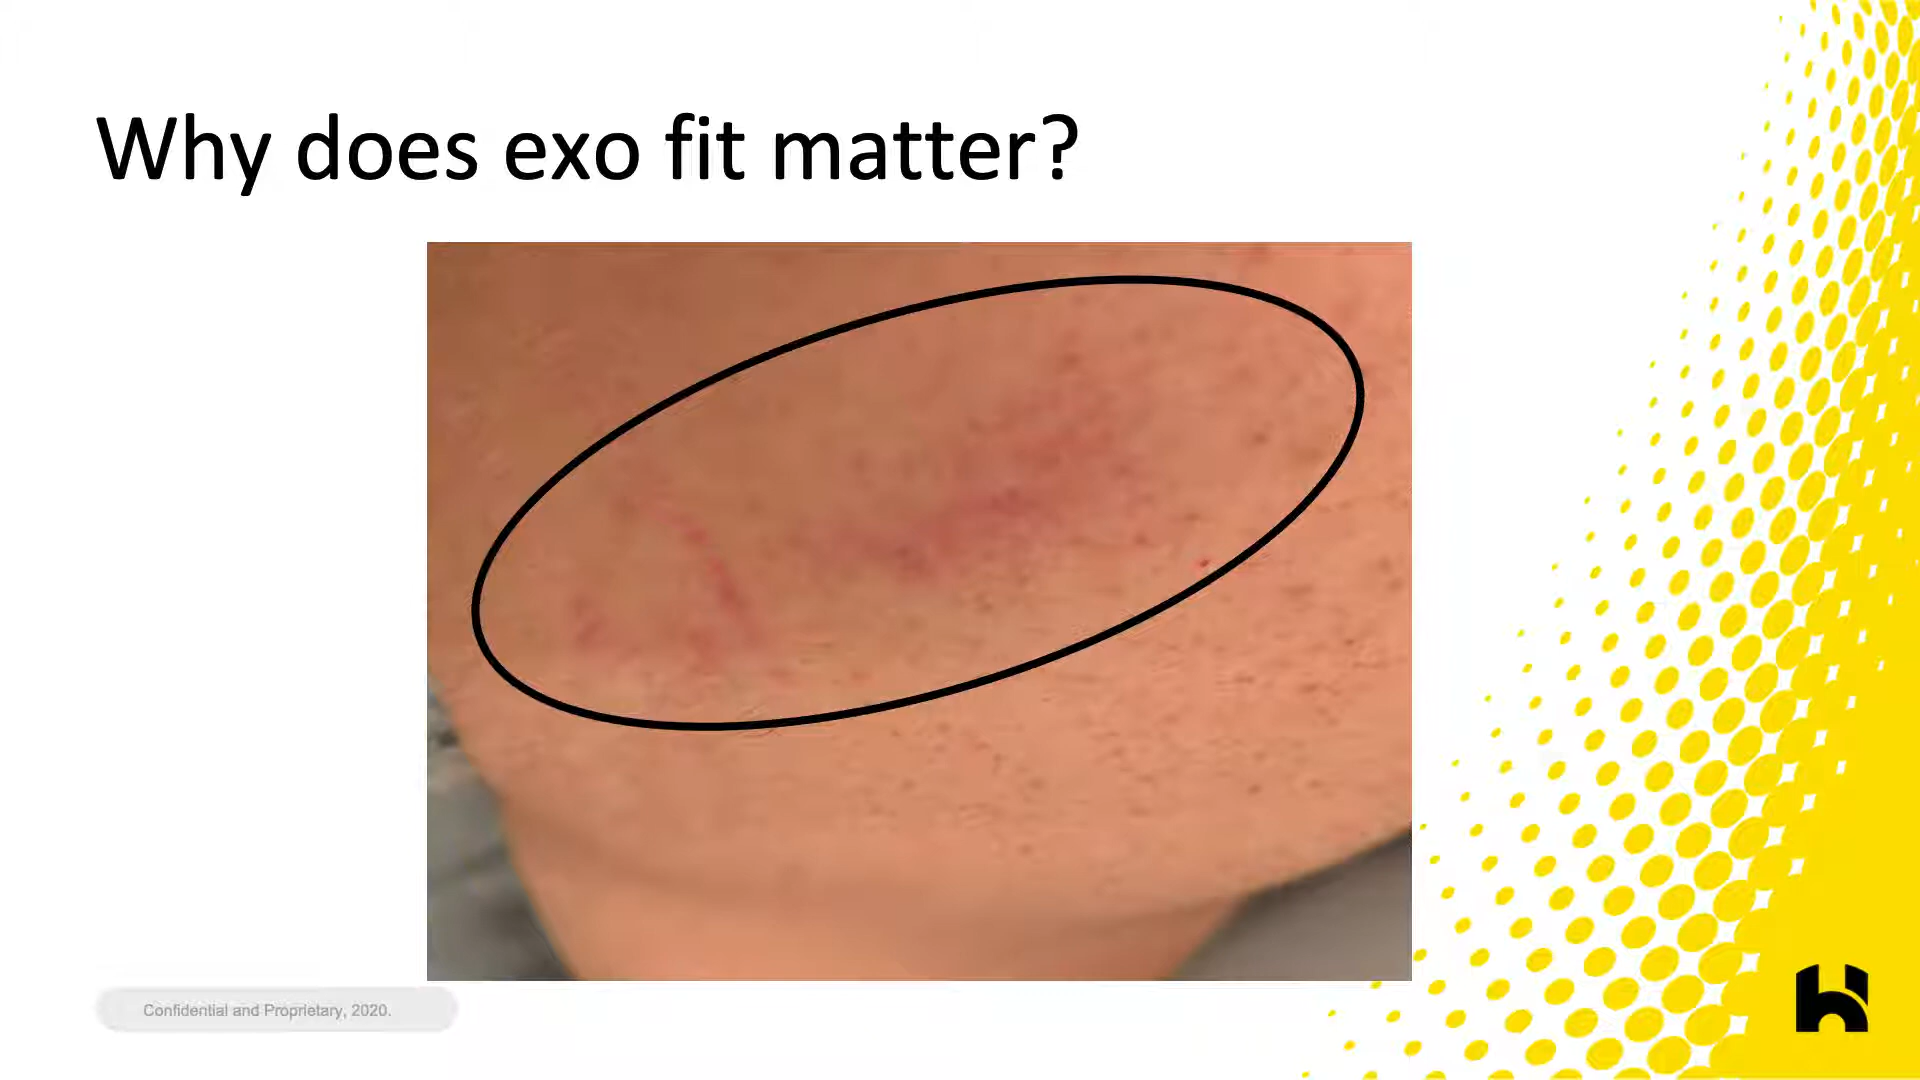 Why does exo fit matter?
Confidential and Proprietary, 2020.